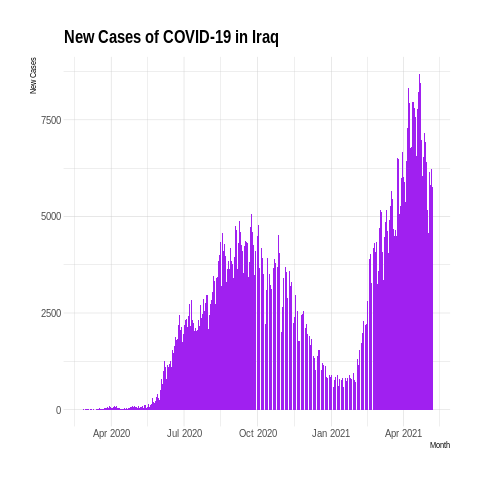 New Cases of COVID-19 in Iraq
New Cases
7500
5000
2500
0
Apr 2020 Jul 2020 Oct 2020 Jan 2021 Apr 2021
Month